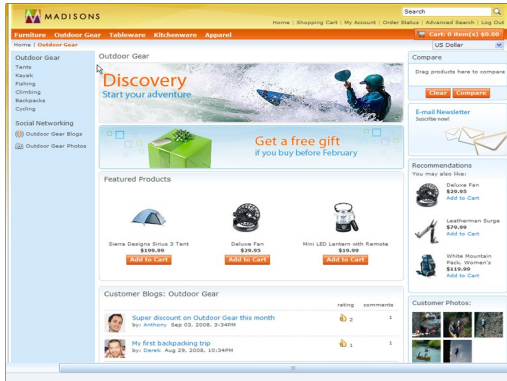 MADISONS
Search
Home | Shopping Cart | My Account | Order Status | Advanced Search | Log Out
Furniture Outdoor Gear Tableware Kitchenware Apparel
Cart: 0 item(s) $0.00
Home | Outdoor Gear
US Dollar
Outdoor Gear
Tents
Kayak
Fishing
Climbing
Backpacks
Cycling
Social Networking
Outdoor Gear Blogs
Outdoor Gear Photos
Outdoor Gear
Discovery
Start your adventure
Get a free gift
if you buy before February
Featured Products
Sierra Designs Sirius 3 Tent
$199.99
Add to Cart
Deluxe Fan
$29.95
Add to Cart
Mini LED Lantern with Remote
$19.99
Add to Cart
Customer Blogs: Outdoor Gear
rating comments
Super discount on Outdoor Gear this month
by: Anthony Sep 03, 2008, 3:34PM
2 1
My first backpacking trip
by: Derek Aug 29, 2008, 10:34PM
1 1
Compare
Drag products here to compare
Clear Compare
E-mail Newsletter
Suscribe now!
Recommendations
You may also like:
Deluxe Fan
$29.95
Add to Cart
Leatherman Surge
$79.99
Add to Cart
White Mountain
Pack, Women's
$119.99
Add to Cart
Customer Photos: